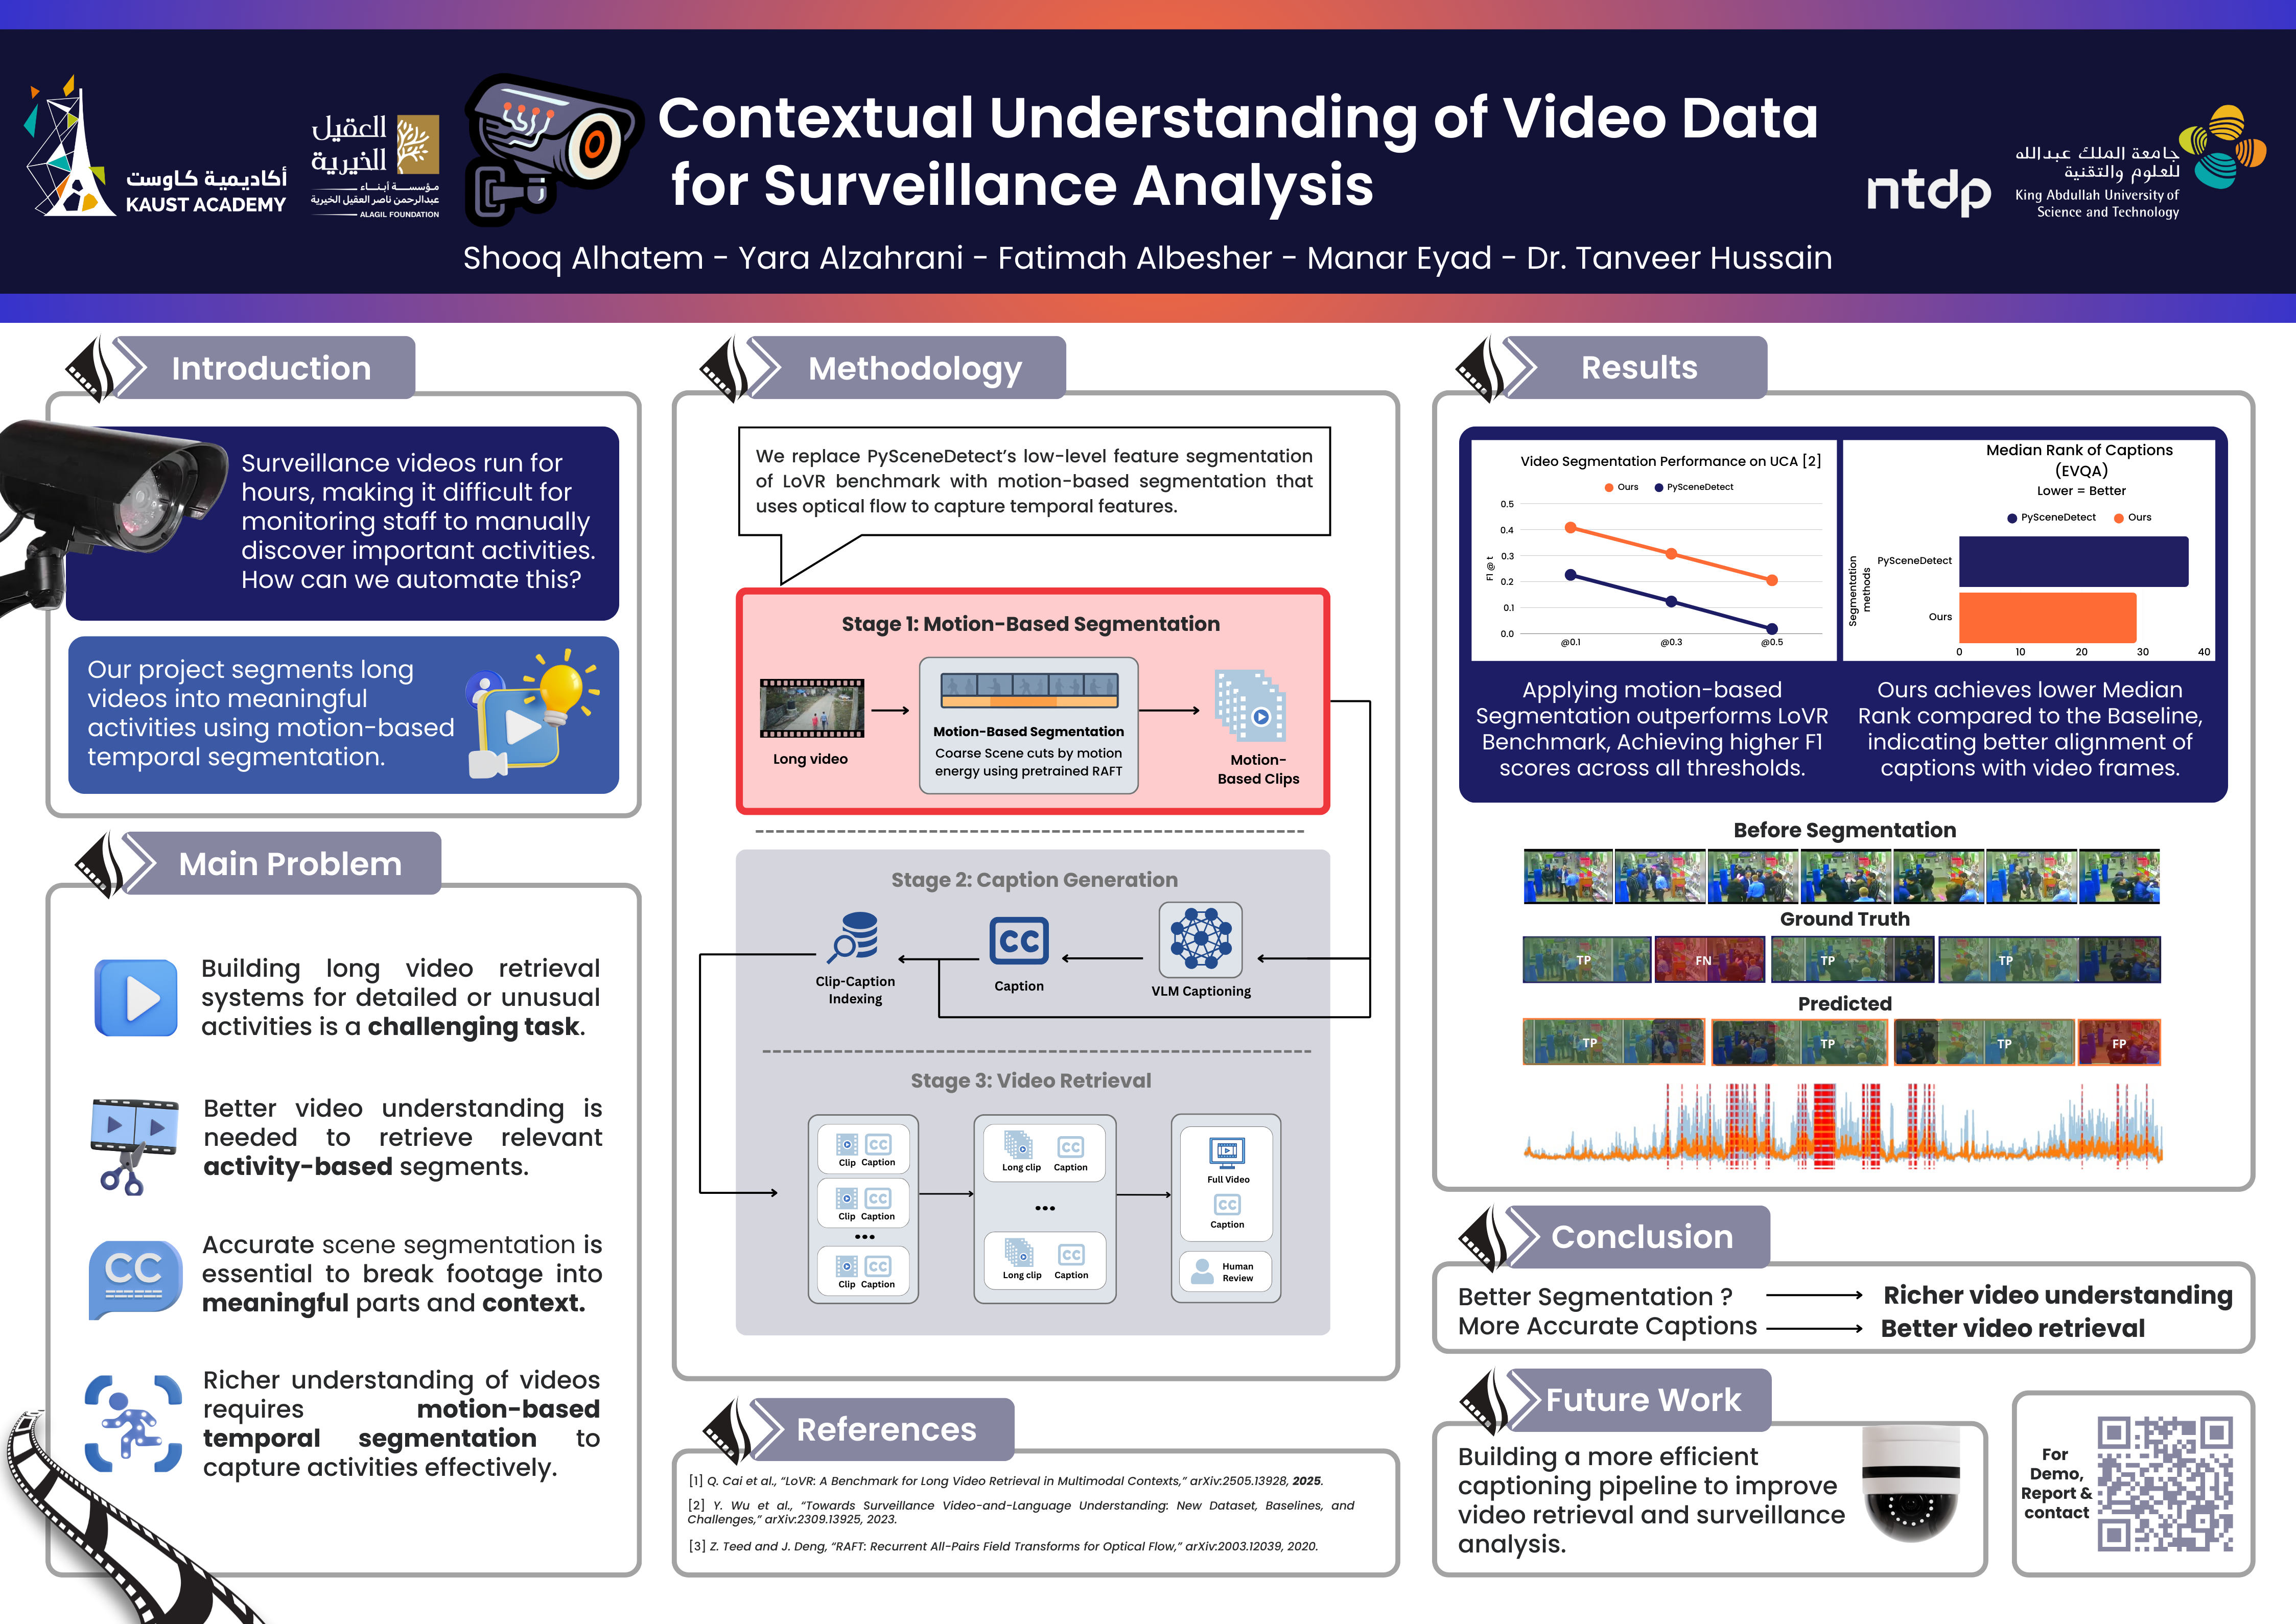 أكاديمية كاوست
KAUST ACADEMY
العقيل
الخيرية
مؤسسة أبناء
عبدالرحمن ناصر العقيل الخيرية
ALAGIL FOUNDATION
Contextual Understanding of Video Data
for Surveillance Analysis
Shooq Alhatem - Yara Alzahrani - Fatimah Albesher - Manar Eyad - Dr. Tanveer Hussain
ntdp
جامعة الملك عبدالله
للعلوم والتقنية
King Abdullah University of
Science and Technology
Introduction
Surveillance videos run for
hours, making it difficult for
monitoring staff to manually
discover important activities.
How can we automate this?
Our project segments long
videos into meaningful
activities using motion-based
temporal segmentation.
Main Problem
Building long video retrieval
systems for detailed or unusual
activities is a challenging task.
Better video understanding is
needed to retrieve relevant
activity-based segments.
CC
Accurate scene segmentation is
essential to break footage into
meaningful parts and context.
Richer understanding of videos
requires motion-based
temporal segmentation to
capture activities effectively.
Methodology
We replace PySceneDetect's low-level feature segmentation
of LoVR benchmark with motion-based segmentation that
uses optical flow to capture temporal features.
Stage 1: Motion-Based Segmentation
Long video
Motion-Based Segmentation
Coarse Scene cuts by motion
energy using pretrained RAFT
Motion-
Based Clips
Stage 2: Caption Generation
Clip-Caption
Indexing
CC
Caption
VLM Captioning
Stage 3: Video Retrieval
CC
Clip Caption
CC
Clip Caption
...
CC
Clip Caption
CC
Long clip Caption
...
CC
Long clip Caption
Full Video
CC
Caption
Human
Review
References
[1] Q. Cai et al., “LoVR: A Benchmark for Long Video Retrieval in Multimodal Contexts,” arXiv:2505.13928, 2025.
[2] Y. Wu et al., “Towards Surveillance Video-and-Language Understanding: New Dataset, Baselines, and
Challenges,” arXiv:2309.13925, 2023.
[3] Z. Teed and J. Deng, “RAFT: Recurrent All-Pairs Field Transforms for Optical Flow,” arXiv:2003.12039, 2020.
Results
Video Segmentation Performance on UCA [2]
Ours PySceneDetect
F1 @ t
0.5
0.4
0.3
0.2
0.1
0.0
@0.1 @0.3 @0.5
Median Rank of Captions
(EVQA)
Lower = Better
PySceneDetect Ours
Segmentation
methods
PySceneDetect
Ours
0 10 20 30 40
Applying motion-based
Segmentation outperforms LoVR
Benchmark, Achieving higher F1
scores across all thresholds.
Ours achieves lower Median
Rank compared to the Baseline,
indicating better alignment of
captions with video frames.
Before Segmentation
Ground Truth
TP FN TP TP
Predicted
TP TP TP FP
Conclusion
Better Segmentation ? Richer video understanding
More Accurate Captions Better video retrieval
Future Work
Building a more efficient
captioning pipeline to improve
video retrieval and surveillance
analysis.
For
Demo,
Report &
contact